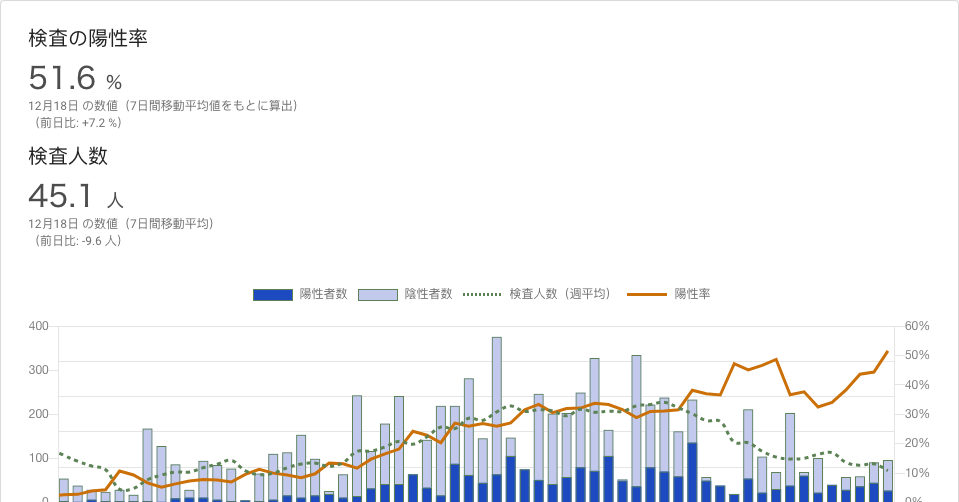 検査の陽性率
51.6 %
12月18日 の数値（7日間移動平均値をもとに算出）
（前日比: +7.2 %）
検査人数
45.1 人
12月18日 の数値（7日間移動平均）
（前日比: -9.6 人）
陽性者数 陰性者数 検査人数（週平均） 陽性率
400 60%
50%
300
40%
200 30%
20%
100
10%
0 0%